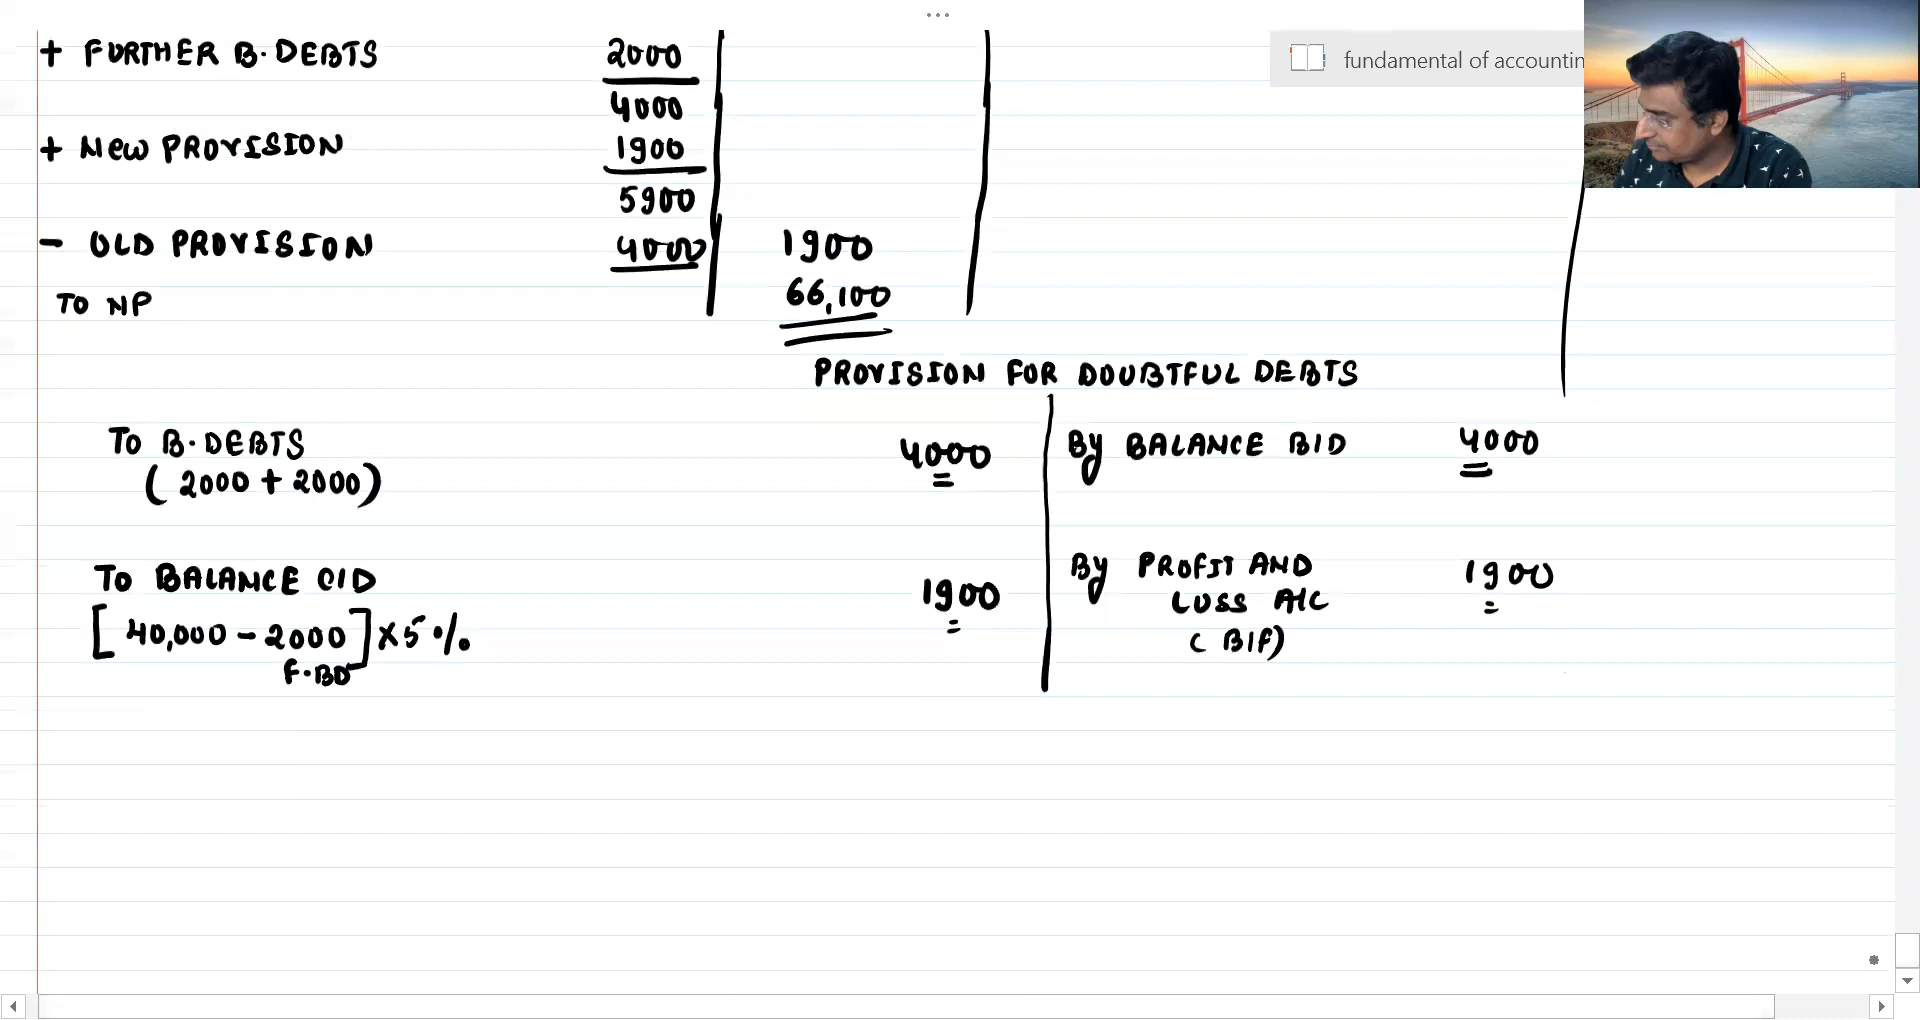 + FURTHER B. DEBTS 2000
fundamental of accountin
4000
+ NEW PROVISION 1900
5900
- OLD PROVISION 4000 1900
TO NP 66,100
PROVISION FOR DOUBTFUL DEBTS
TO B. DEBTS 4000 By BALANCE B/D 4000
(2000 + 2000)
TO BALANCE C/D 1900 By PROFIT AND 1900
LOSS A/C
[40,000 - 2000] x 5% (B/F)
F.BD